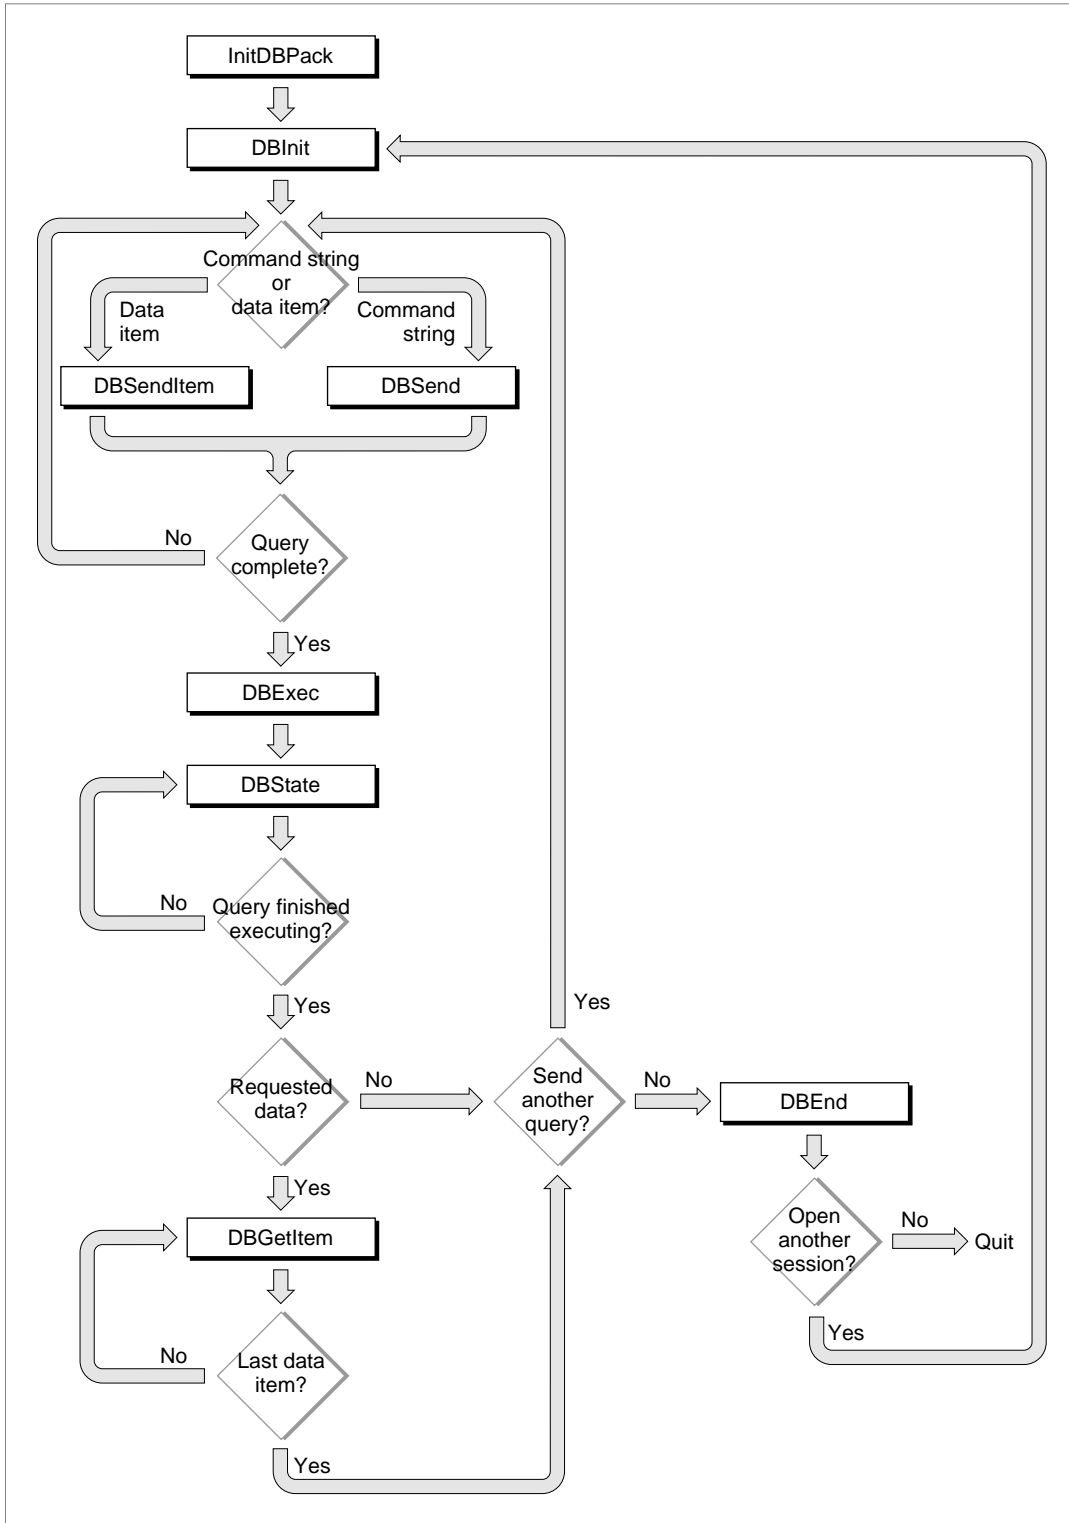 InitDBPack
DBInit
Command string
or
data item?
Data
item
Command
string
DBSendItem
DBSend
No
Query
complete?
Yes
DBExec
DBState
No
Query finished
executing?
Yes
Yes
Requested
data?
No
Send
another
query?
No
DBEnd
Yes
DBGetItem
Open
another
session?
No
Quit
No
Last data
item?
Yes
Yes